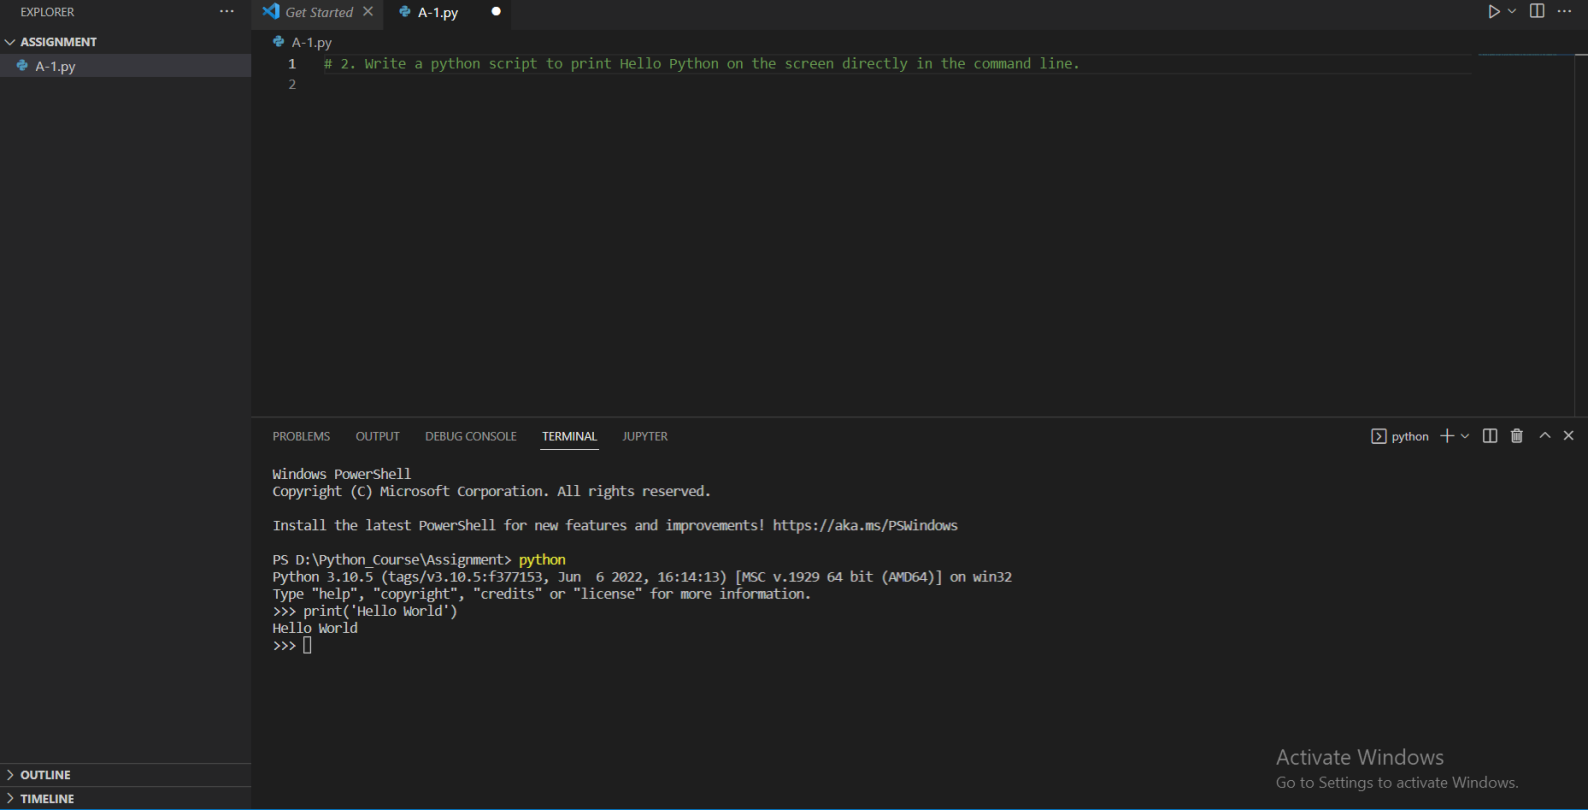 EXPLORER
Get Started
A-1.py
ASSIGNMENT
A-1.py
A-1.py
1 # 2. Write a python script to print Hello Python on the screen directly in the command line.
2
PROBLEMS OUTPUT DEBUG CONSOLE TERMINAL JUPYTER
python
Windows PowerShell
Copyright (C) Microsoft Corporation. All rights reserved.
Install the latest PowerShell for new features and improvements! https://aka.ms/PSWindows
PS D:\Python_Course\Assignment> python
Python 3.10.5 (tags/v3.10.5:f377153, Jun  6 2022, 16:14:13) [MSC v.1929 64 bit (AMD64)] on win32
Type "help", "copyright", "credits" or "license" for more information.
>>> print('Hello World')
Hello World
>>>
Activate Windows
Go to Settings to activate Windows.
OUTLINE
TIMELINE